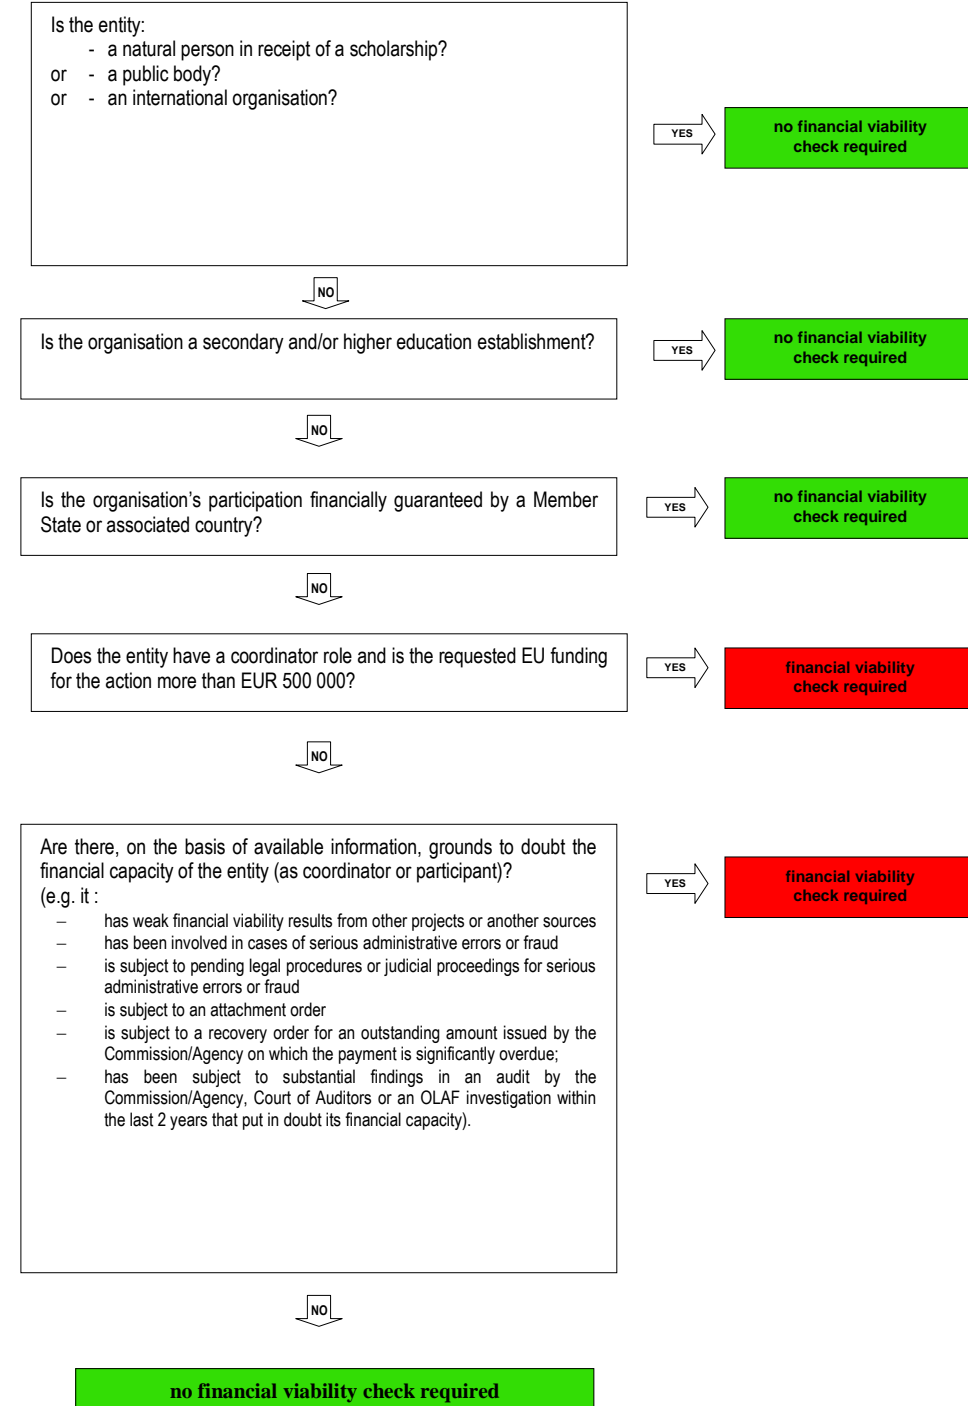 Is the entity:
- a natural person in receipt of a scholarship?
or - a public body?
or - an international organisation?
YES
no financial viability
check required
NO
Is the organisation a secondary and/or higher education establishment?
YES
no financial viability
check required
NO
Is the organisation's participation financially guaranteed by a Member
State or associated country?
YES
no financial viability
check required
NO
Does the entity have a coordinator role and is the requested EU funding
for the action more than EUR 500 000?
YES
financial viability
check required
NO
Are there, on the basis of available information, grounds to doubt the
financial capacity of the entity (as coordinator or participant)?
(e.g. it :
– has weak financial viability results from other projects or another sources
– has been involved in cases of serious administrative errors or fraud
– is subject to pending legal procedures or judicial proceedings for serious
administrative errors or fraud
– is subject to an attachment order
– is subject to a recovery order for an outstanding amount issued by the
Commission/Agency on which the payment is significantly overdue;
– has been subject to substantial findings in an audit by the
Commission/Agency, Court of Auditors or an OLAF investigation within
the last 2 years that put in doubt its financial capacity).
YES
financial viability
check required
NO
no financial viability check required